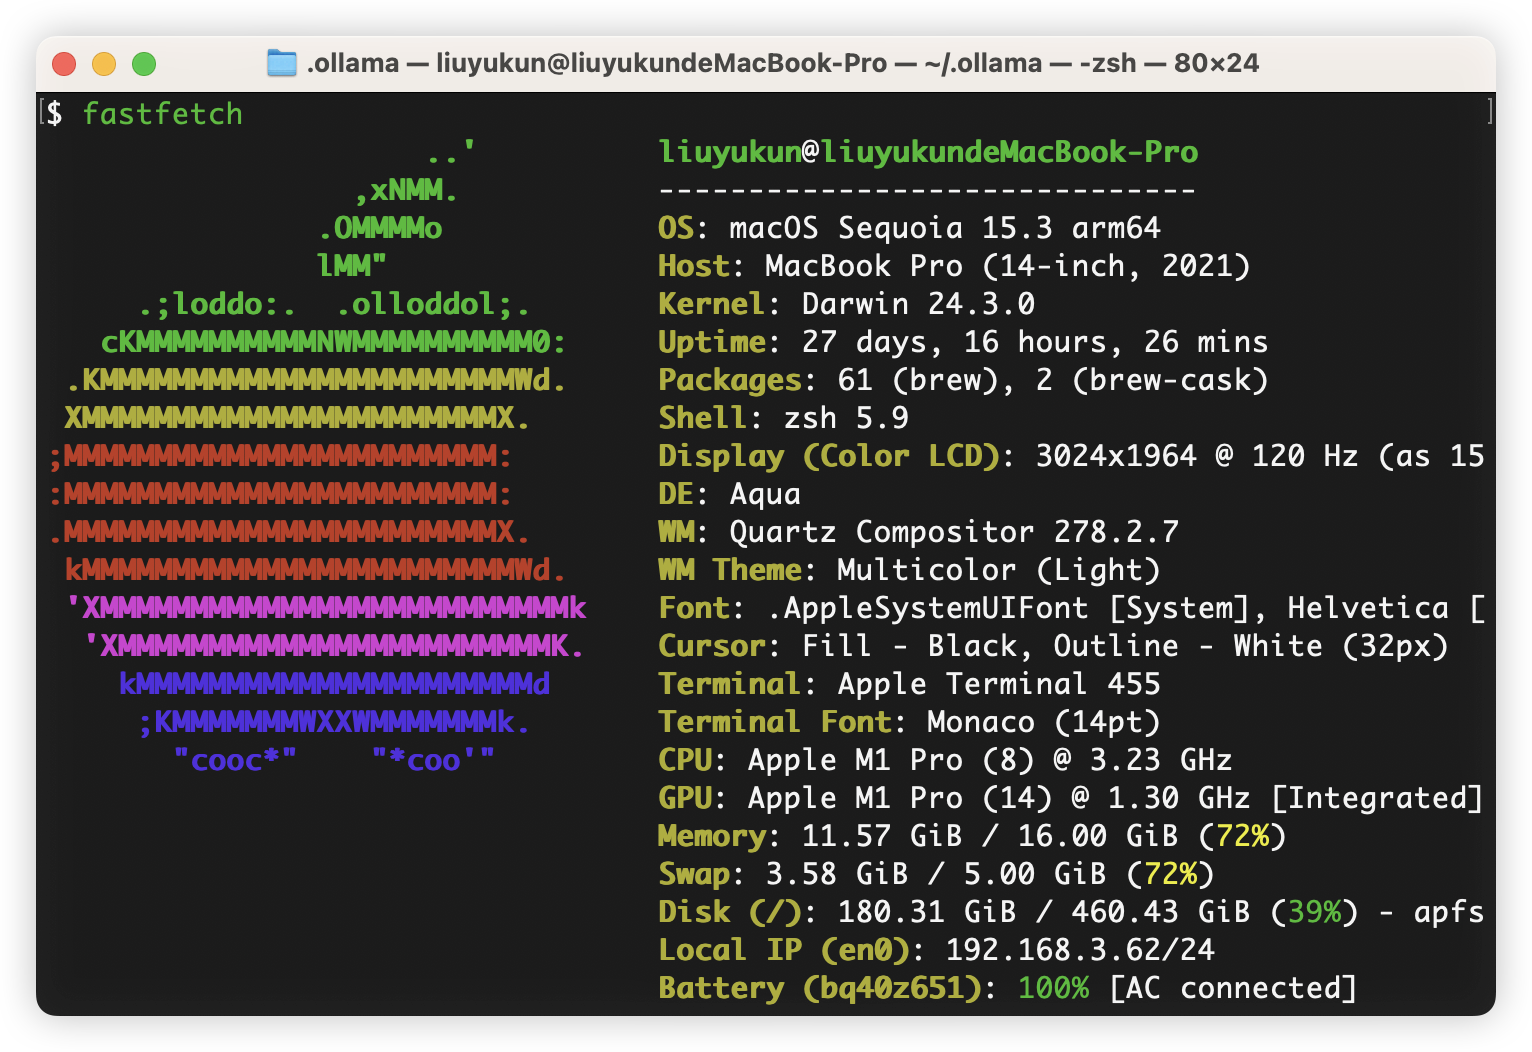 .ollama — liuyukun@liuyukundeMacBook-Pro — ~/.ollama — -zsh — 80×24
[$ fastfetch ]
..' liuyukun@liuyukundeMacBook-Pro
,xNMM. ------------------------------
.OMMMMo OS: macOS Sequoia 15.3 arm64
lMM" Host: MacBook Pro (14-inch, 2021)
.;loddo:. .olloddol;. Kernel: Darwin 24.3.0
cKMMMMMMMMMMNWMMMMMMMMMM0: Uptime: 27 days, 16 hours, 26 mins
.KMMMMMMMMMMMMMMMMMMMMMMMWd. Packages: 61 (brew), 2 (brew-cask)
XMMMMMMMMMMMMMMMMMMMMMMMX. Shell: zsh 5.9
;MMMMMMMMMMMMMMMMMMMMMMMM: Display (Color LCD): 3024x1964 @ 120 Hz (as 15
:MMMMMMMMMMMMMMMMMMMMMMMM: DE: Aqua
.MMMMMMMMMMMMMMMMMMMMMMMMX. WM: Quartz Compositor 278.2.7
kMMMMMMMMMMMMMMMMMMMMMMMMWd. WM Theme: Multicolor (Light)
'XMMMMMMMMMMMMMMMMMMMMMMMMMMk Font: .AppleSystemUIFont [System], Helvetica [
'XMMMMMMMMMMMMMMMMMMMMMMMMK. Cursor: Fill - Black, Outline - White (32px)
kMMMMMMMMMMMMMMMMMMMMMMd Terminal: Apple Terminal 455
;KMMMMMMMWXXWMMMMMMMk. Terminal Font: Monaco (14pt)
"cooc*" "*coo'" CPU: Apple M1 Pro (8) @ 3.23 GHz
GPU: Apple M1 Pro (14) @ 1.30 GHz [Integrated]
Memory: 11.57 GiB / 16.00 GiB (72%)
Swap: 3.58 GiB / 5.00 GiB (72%)
Disk (/): 180.31 GiB / 460.43 GiB (39%) - apfs
Local IP (en0): 192.168.3.62/24
Battery (bq40z651): 100% [AC connected]